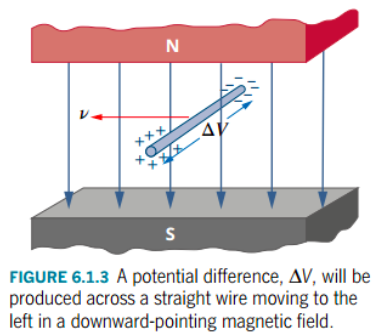 N
v
+++
++
++
– – – –
– –
ΔV
S
FIGURE 6.1.3 A potential difference, ΔV, will be
produced across a straight wire moving to the
left in a downward-pointing magnetic field.